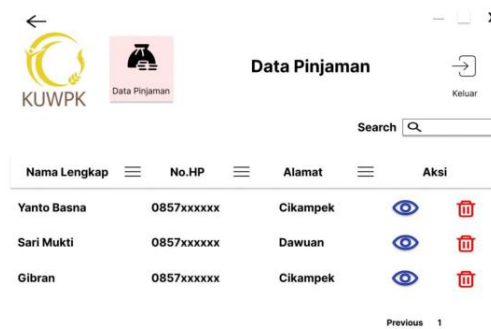 KUWPK
Data Pinjaman
Data Pinjaman
Keluar
Search
Nama Lengkap No.HP Alamat Aksi
Yanto Basna 0857xxxxxx Cikampek
Sari Mukti 0857xxxxxx Dawuan
Gibran 0857xxxxxx Cikampek
Previous 1